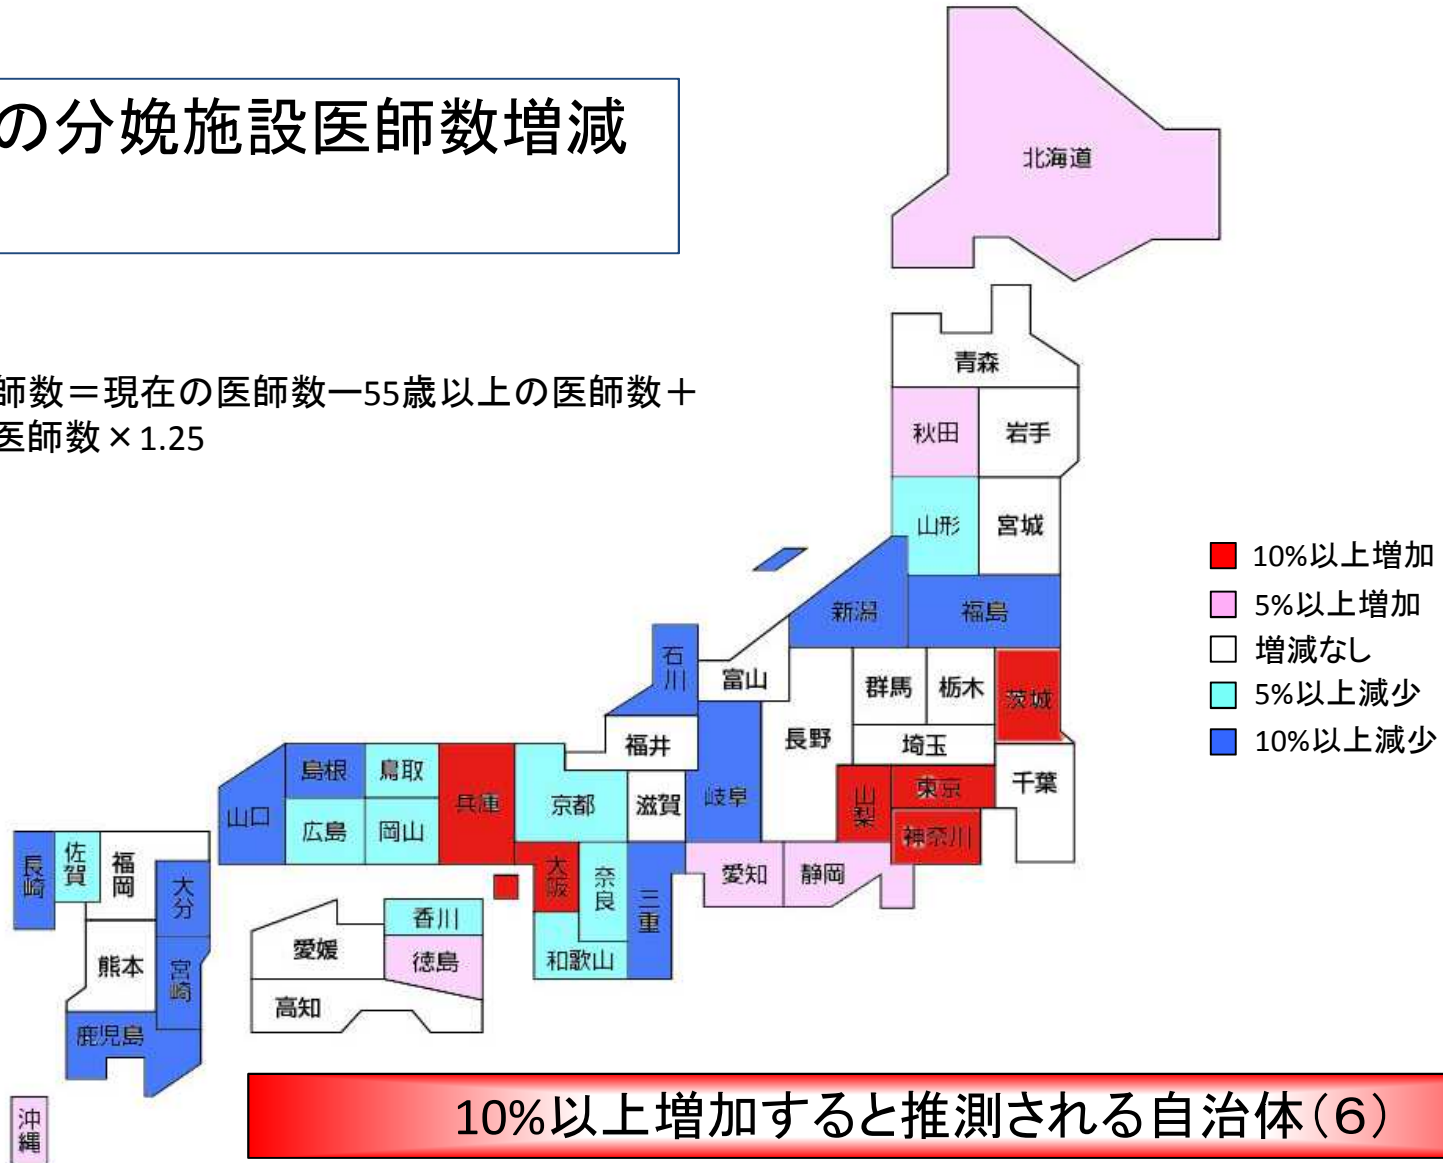 の分娩施設医師数増減
師数＝現在の医師数ー55歳以上の医師数＋
医師数×1.25
北海道
青森
秋田
岩手
山形
宮城
新潟
福島
石川
富山
群馬
栃木
茨城
福井
長野
埼玉
千葉
山梨
東京
神奈川
山口
島根
鳥取
広島
岡山
兵庫
京都
滋賀
岐阜
大阪
奈良
三重
和歌山
愛知
静岡
長崎
佐賀
福岡
大分
熊本
宮崎
鹿児島
沖縄
愛媛
香川
徳島
高知
10%以上増加
5%以上増加
増減なし
5%以上減少
10%以上減少
10%以上増加すると推測される自治体（６）